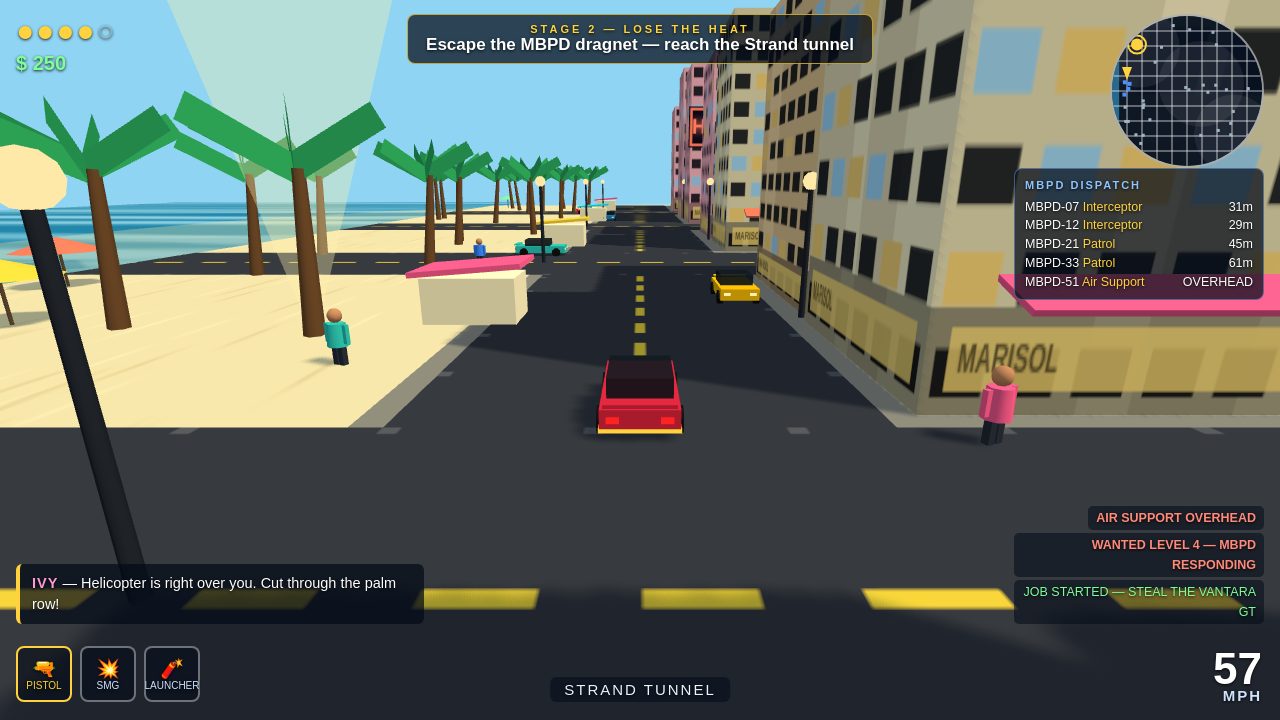 $ 250
STAGE 2 — LOSE THE HEAT
Escape the MBPD dragnet — reach the Strand tunnel
MBPD DISPATCH
MBPD-07 Interceptor 31m
MBPD-12 Interceptor 29m
MBPD-21 Patrol 45m
MBPD-33 Patrol 61m
MBPD-51 Air Support OVERHEAD
H
MARISOL
MARISOL
MARISOL
AIR SUPPORT OVERHEAD
WANTED LEVEL 4 — MBPD
RESPONDING
JOB STARTED — STEAL THE VANTARA
GT
IVY — Helicopter is right over you. Cut through the palm
row!
PISTOL
SMG
LAUNCHER
STRAND TUNNEL
57
MPH